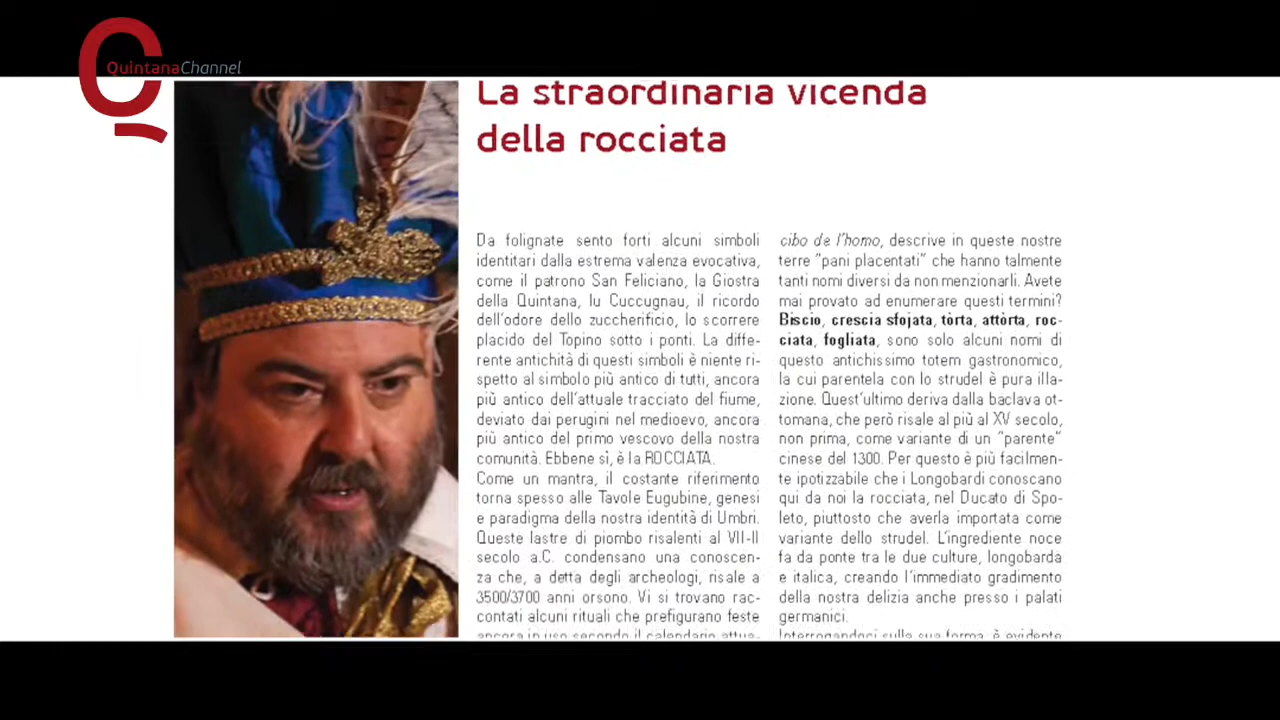 QuintanaChannel
La straordinaria vicenda
della rocciata
Da folignate sento forti alcuni simboli
identitari dalla estrema valenza evocativa,
come il patrono San Feliciano, la Giostra
della Quintana, lu Cuccugnau, il ricordo
dell'odore dello zuccherificio, lo scorrere
placido del Topino sotto i ponti. La diffe-
rente antichità di questi simboli è niente ri-
spetto al simbolo più antico di tutti, ancora
più antico dell'attuale tracciato del fiume,
deviato dai perugini nel medioevo, ancora
più antico del primo vescovo della nostra
comunità. Ebbene sì, è la ROCCIATA.
Come un mantra, il costante riferimento
torna spesso alle Tavole Eugubine, genesi
e paradigma della nostra identità di Umbri.
Queste lastre di piombo risalenti al VII-II
secolo a.C. condensano una conoscen-
za che, a detta degli archeologi, risale a
3500/3700 anni orsono. Vi si trovano rac-
contati alcuni rituali che prefigurano feste
ancora in uso secondo il calendario attua-
cibo de l'homo, descrive in queste nostre
terre "pani placentati" che hanno talmente
tanti nomi diversi da non menzionarli. Avete
mai provato ad enumerare questi termini?
Biscio, crescia sfojata, tòrta, attòrta, roc-
ciata, fogliata, sono solo alcuni nomi di
questo antichissimo totem gastronomico,
la cui parentela con lo strudel è pura illa-
zione. Quest'ultimo deriva dalla baclava ot-
tomana, che però risale al più al XV secolo,
non prima, come variante di un "parente"
cinese del 1300. Per questo è più facilmen-
te ipotizzabile che i Longobardi conoscano
qui da noi la rocciata, nel Ducato di Spo-
leto, piuttosto che averla importata come
variante dello strudel. L'ingrediente noce
fa da ponte tra le due culture, longobarda
e italica, creando l'immediato gradimento
della nostra delizia anche presso i palati
germanici.
Interrogandoci sulla sua forma, è evidente